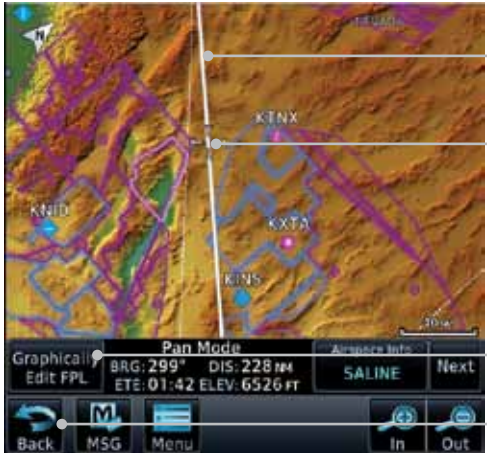 N
NEVADA
KTNX
KNID
KXTA
KINS
Graphically
Edit FPL
Pan Mode
BRG: 299° DIS: 228 NM
ETE: 01:42 ELEV: 6526 FT
Airspace Info
SALINE
Next
Back
MSG
Menu
In
Out